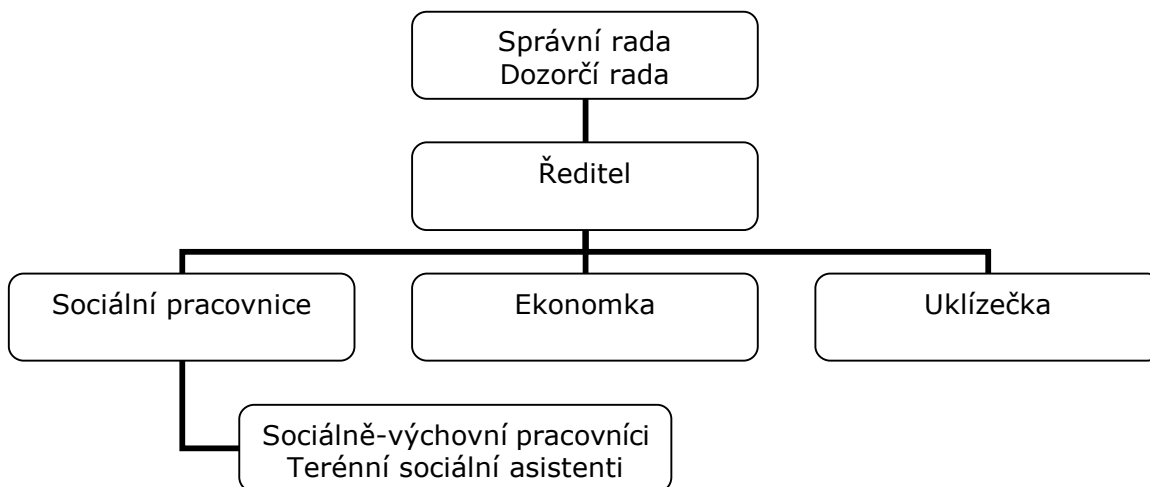 Správní rada
Dozorčí rada
Ředitel
Sociální pracovnice
Ekonomka
Uklízečka
Sociálně-výchovní pracovníci
Terénní sociální asistenti